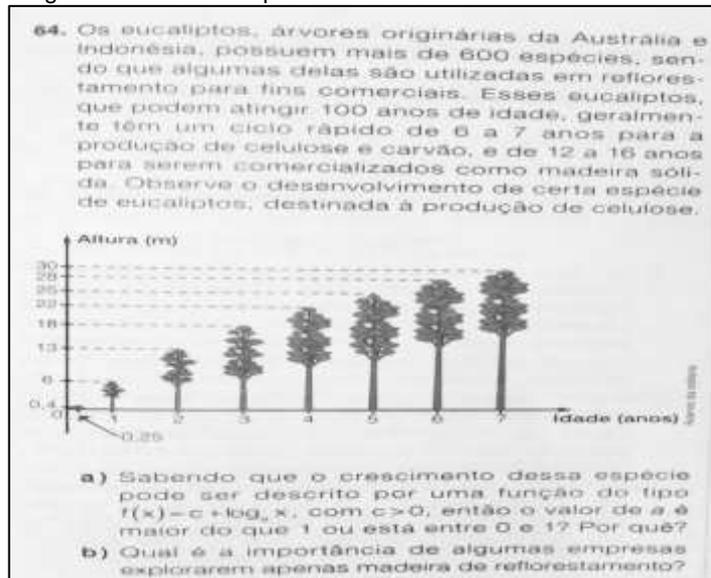 64. Os eucaliptos, árvores originárias da Austrália e
Indonésia, possuem mais de 600 espécies, sen-
do que algumas delas são utilizadas em reflores-
tamento para fins comerciais. Esses eucaliptos,
que podem atingir 100 anos de idade, geralmen-
te têm um ciclo rápido de 6 a 7 anos para a
produção de celulose e carvão, e de 12 a 16 anos
para serem comercializados como madeira sóli-
da. Observe o desenvolvimento de certa espécie
de eucaliptos, destinada à produção de celulose.
Altura (m)
30
28
25
22
18
13
6
0,4
0
1 2 3 4 5 6 7 Idade (anos)
0,25
a) Sabendo que o crescimento dessa espécie
pode ser descrito por uma função do tipo
f(x)=c+logₐ x, com c>0, então o valor de a é
maior do que 1 ou está entre 0 e 1? Por quê?
b) Qual é a importância de algumas empresas
explorarem apenas madeira de reflorestamento?